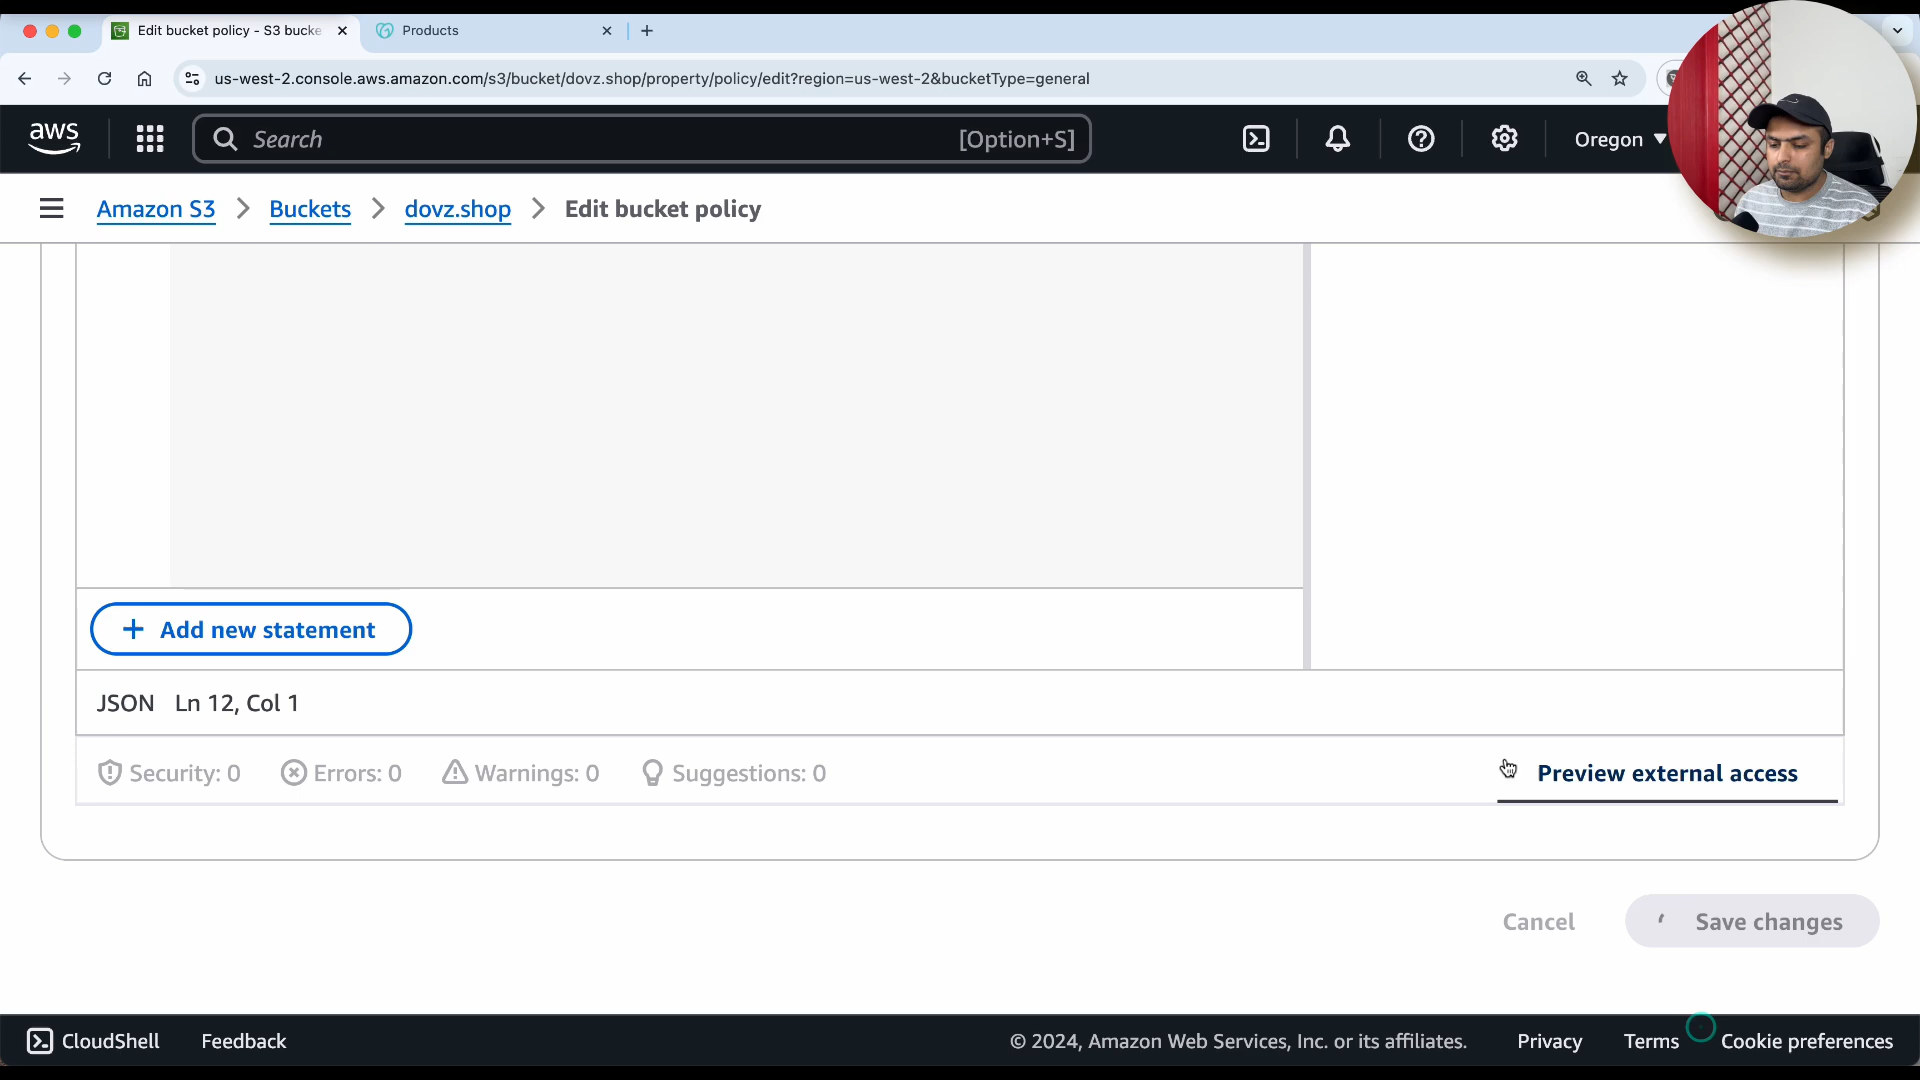 Edit bucket policy - S3 bucke
Products
us-west-2.console.aws.amazon.com/s3/bucket/dovz.shop/property/policy/edit?region=us-west-2&bucketType=general
aws
Search
[Option+S]
Oregon
Amazon S3 > Buckets > dovz.shop > Edit bucket policy
+ Add new statement
JSON Ln 12, Col 1
Security: 0 Errors: 0 Warnings: 0 Suggestions: 0
Preview external access
Cancel
Save changes
CloudShell Feedback © 2024, Amazon Web Services, Inc. or its affiliates. Privacy Terms Cookie preferences